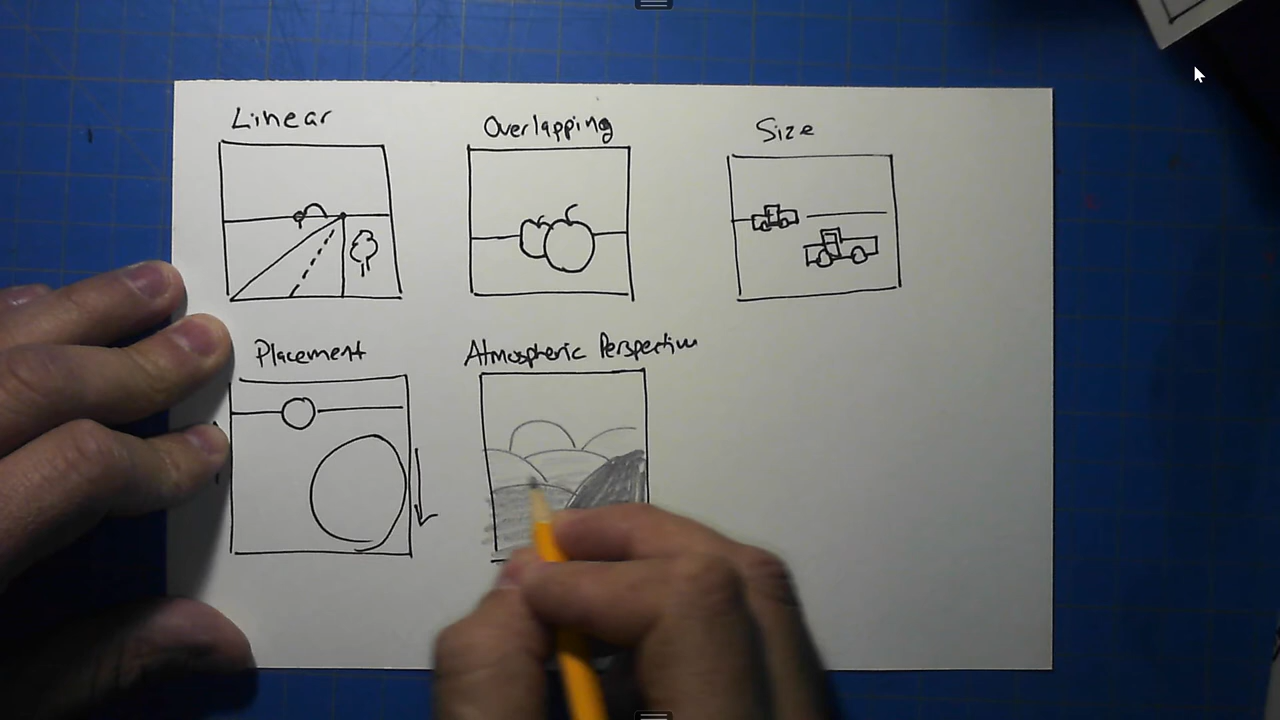 Linear
Overlapping
Size
Placement
Atmospheric Perspective